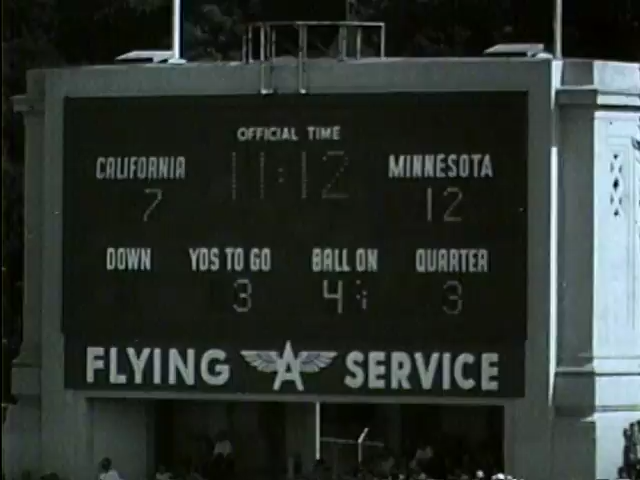 OFFICIAL TIME
CALIFORNIA 11:12 MINNESOTA
7 12
DOWN YDS TO GO BALL ON QUARTER
3 4 3
FLYING A SERVICE